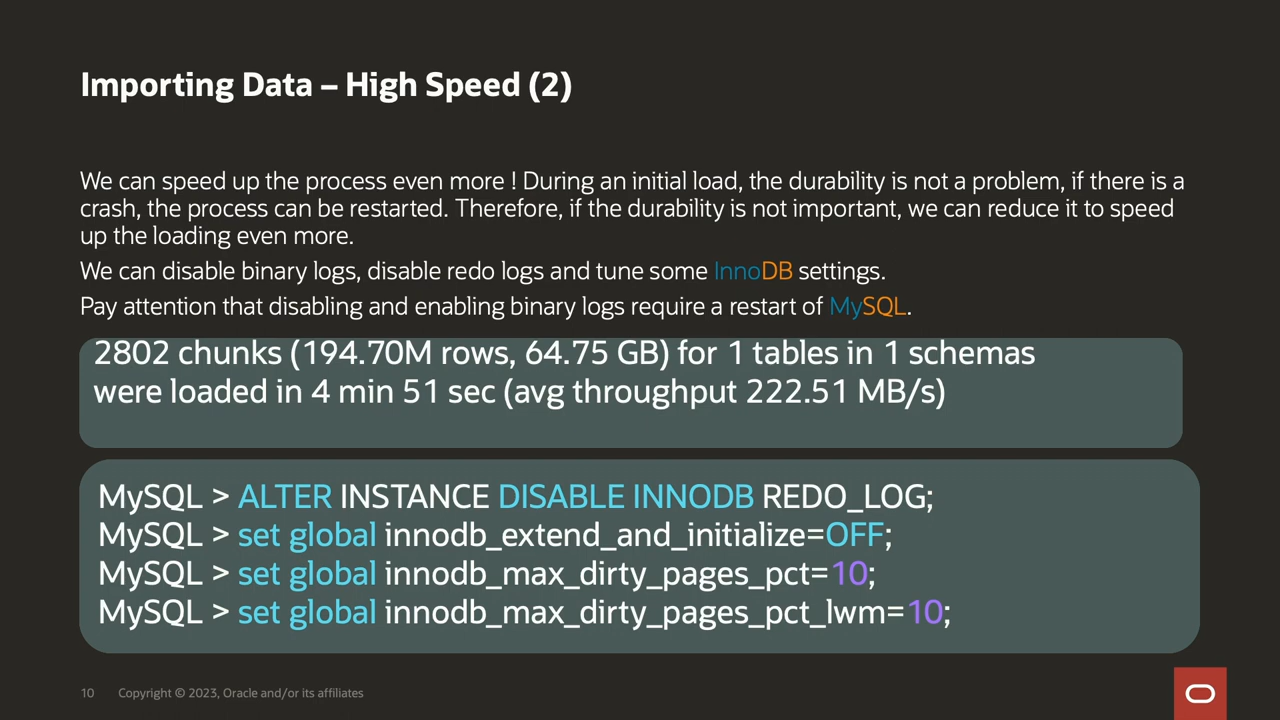 Importing Data – High Speed (2)
We can speed up the process even more ! During an initial load, the durability is not a problem, if there is a
crash, the process can be restarted. Therefore, if the durability is not important, we can reduce it to speed
up the loading even more.
We can disable binary logs, disable redo logs and tune some InnoDB settings.
Pay attention that disabling and enabling binary logs require a restart of MySQL.
2802 chunks (194.70M rows, 64.75 GB) for 1 tables in 1 schemas
were loaded in 4 min 51 sec (avg throughput 222.51 MB/s)
MySQL > ALTER INSTANCE DISABLE INNODB REDO_LOG;
MySQL > set global innodb_extend_and_initialize=OFF;
MySQL > set global innodb_max_dirty_pages_pct=10;
MySQL > set global innodb_max_dirty_pages_pct_lwm=10;
10 Copyright © 2023, Oracle and/or its affiliates